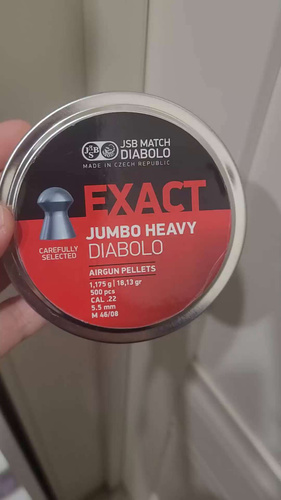 JSB
JSB MATCH
DIABOLO
MADE IN CZECH REPUBLIC
EXACT
JUMBO HEAVY
DIABOLO
CAREFULLY
SELECTED
AIRGUN PELLETS
1,175 g | 18,13 gr
500 pcs
CAL .22
5.5 mm
M 46/08